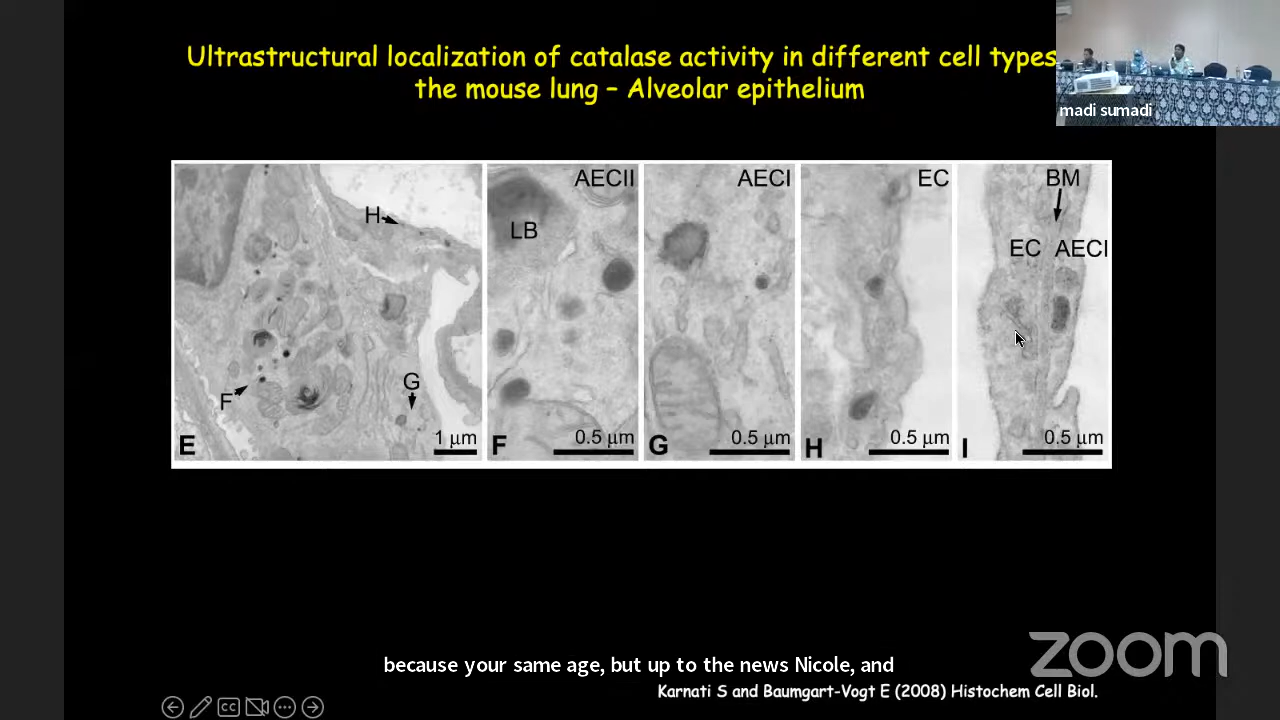 Ultrastructural localization of catalase activity in different cell types
the mouse lung – Alveolar epithelium
madi sumadi
H
F
G
E
1 µm
AECII
LB
F
0.5 µm
AECI
G
0.5 µm
EC
H
0.5 µm
BM
EC AECI
I
0.5 µm
because your same age, but up to the news Nicole, and
zoom
Karnati S and Baumgart-Vogt E (2008) Histochem Cell Biol.
CC